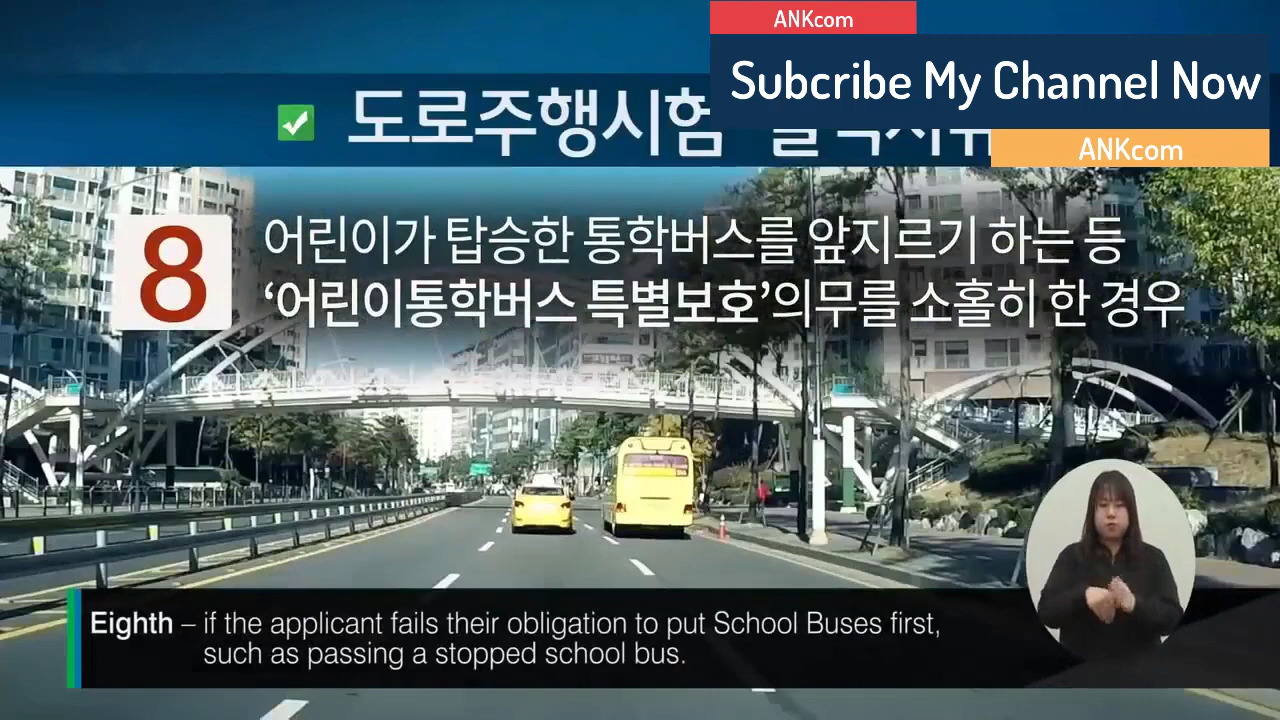 ANKcom
Subcribe My Channel Now
도로주행시험
ANKcom
8
어린이가 탑승한 통학버스를 앞지르기 하는 등
‘어린이통학버스 특별보호’의무를 소홀히 한 경우
Eighth – if the applicant fails their obligation to put School Buses first,
such as passing a stopped school bus.